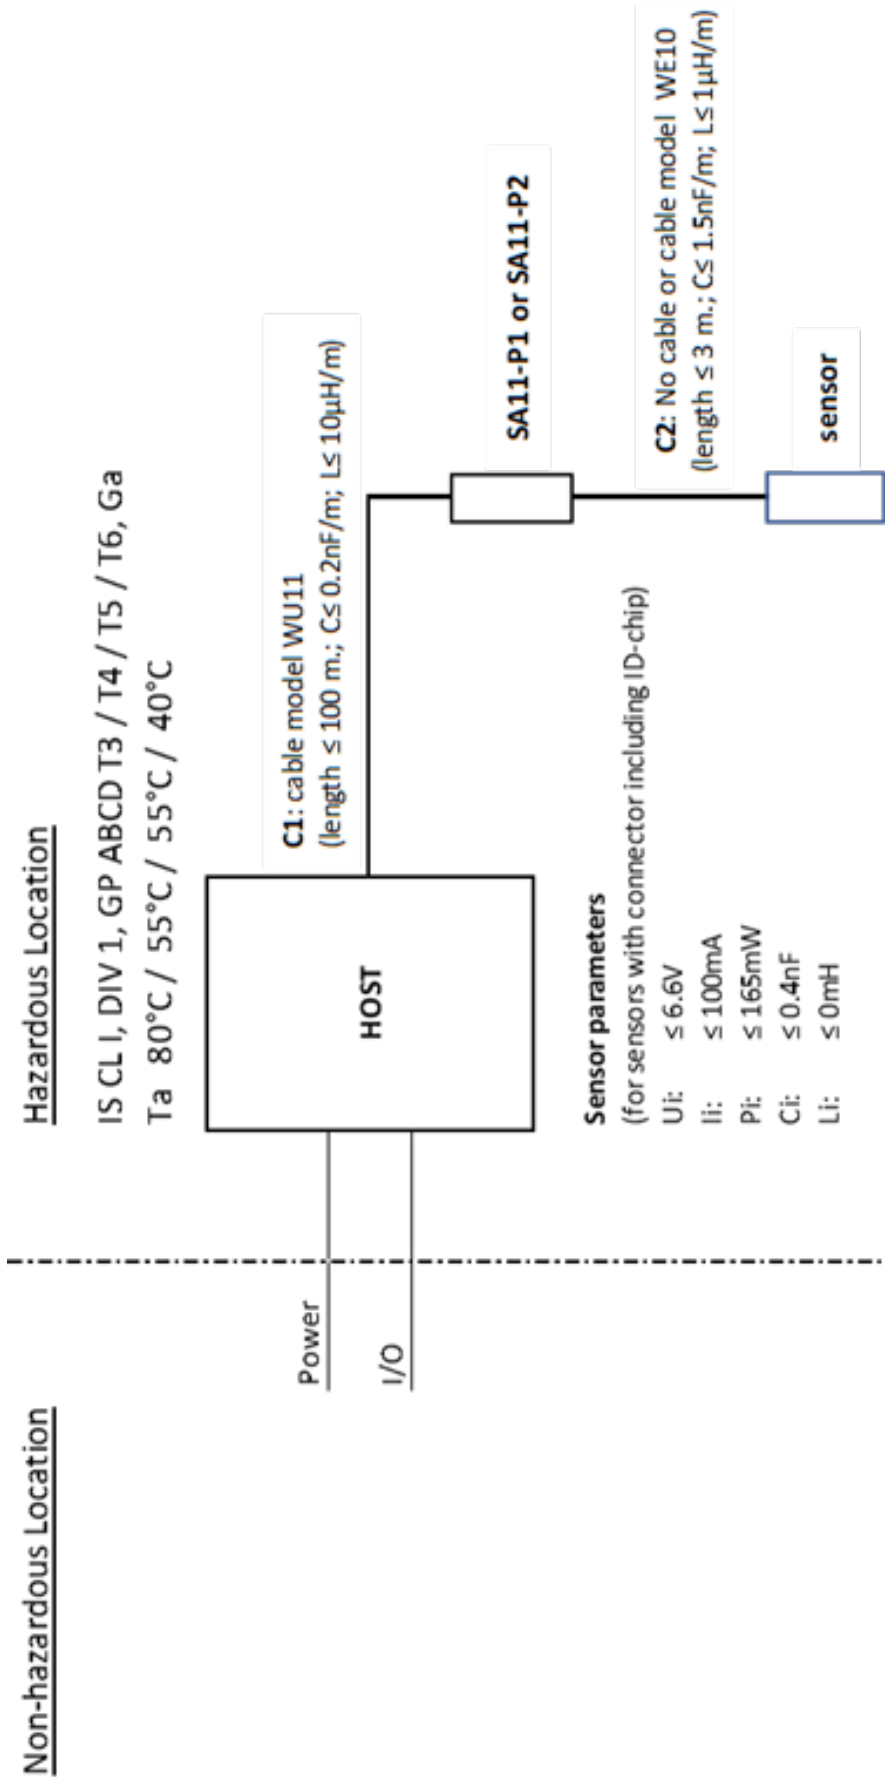 Non-hazardous Location
Hazardous Location
IS CL I, DIV 1, GP ABCD T3 / T4 / T5 / T6, Ga
Ta 80°C / 55°C / 55°C / 40°C
Power
I/O
HOST
C1: cable model WU11
(length ≤ 100 m.; C≤ 0.2nF/m; L≤ 10µH/m)
SA11-P1 or SA11-P2
C2: No cable or cable model WE10
(length ≤ 3 m.; C≤ 1.5nF/m; L≤ 1µH/m)
sensor
Sensor parameters
(for sensors with connector including ID-chip)
Ui: ≤ 6.6V
Ii: ≤ 100mA
Pi: ≤ 165mW
Ci: ≤ 0.4nF
Li: ≤ 0mH